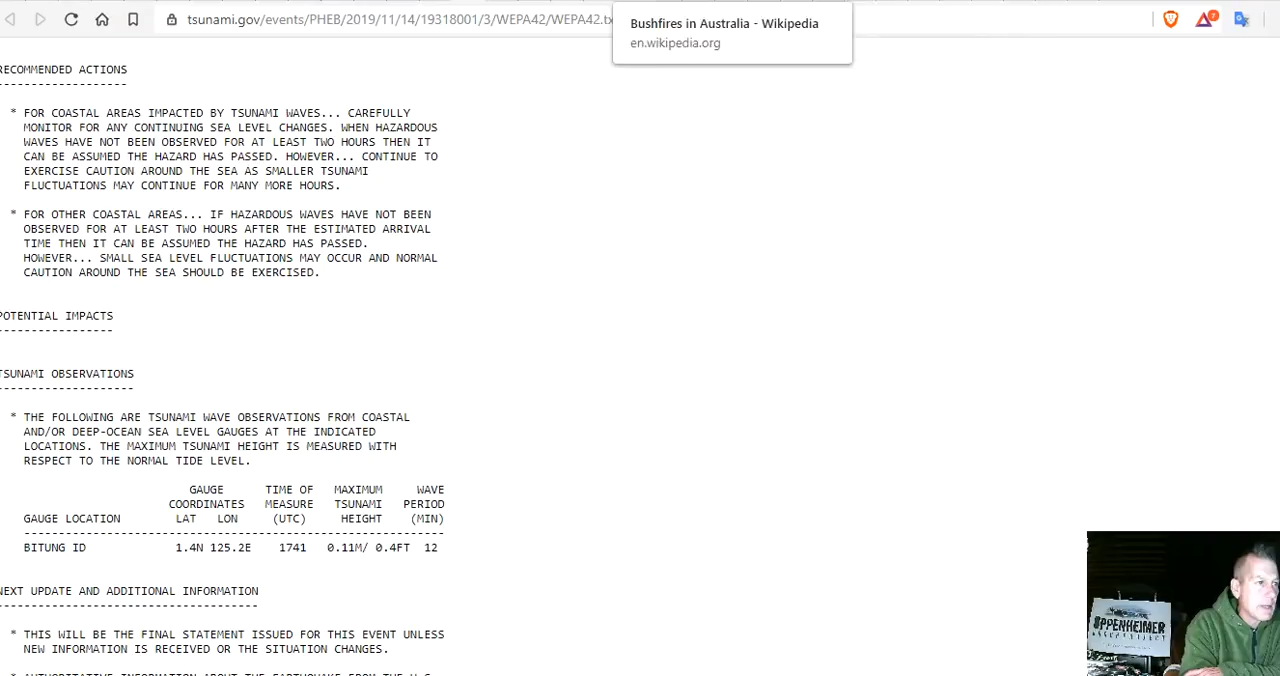 tsunami.gov/events/PHEB/2019/11/14/19318001/3/WEPA42/WEPA42.tx
Bushfires in Australia - Wikipedia
en.wikipedia.org
RECOMMENDED ACTIONS
-------------------
* FOR COASTAL AREAS IMPACTED BY TSUNAMI WAVES... CAREFULLY
MONITOR FOR ANY CONTINUING SEA LEVEL CHANGES. WHEN HAZARDOUS
WAVES HAVE NOT BEEN OBSERVED FOR AT LEAST TWO HOURS THEN IT
CAN BE ASSUMED THE HAZARD HAS PASSED. HOWEVER... CONTINUE TO
EXERCISE CAUTION AROUND THE SEA AS SMALLER TSUNAMI
FLUCTUATIONS MAY CONTINUE FOR MANY MORE HOURS.
* FOR OTHER COASTAL AREAS... IF HAZARDOUS WAVES HAVE NOT BEEN
OBSERVED FOR AT LEAST TWO HOURS AFTER THE ESTIMATED ARRIVAL
TIME THEN IT CAN BE ASSUMED THE HAZARD HAS PASSED.
HOWEVER... SMALL SEA LEVEL FLUCTUATIONS MAY OCCUR AND NORMAL
CAUTION AROUND THE SEA SHOULD BE EXERCISED.
POTENTIAL IMPACTS
-----------------
TSUNAMI OBSERVATIONS
--------------------
* THE FOLLOWING ARE TSUNAMI WAVE OBSERVATIONS FROM COASTAL
AND/OR DEEP-OCEAN SEA LEVEL GAUGES AT THE INDICATED
LOCATIONS. THE MAXIMUM TSUNAMI HEIGHT IS MEASURED WITH
RESPECT TO THE NORMAL TIDE LEVEL.
GAUGE TIME OF MAXIMUM WAVE
COORDINATES MEASURE TSUNAMI PERIOD
GAUGE LOCATION LAT LON (UTC) HEIGHT (MIN)
-------------------------------------------------------------
BITUNG ID 1.4N 125.2E 1741 0.11M/ 0.4FT 12
NEXT UPDATE AND ADDITIONAL INFORMATION
--------------------------------------
* THIS WILL BE THE FINAL STATEMENT ISSUED FOR THIS EVENT UNLESS
NEW INFORMATION IS RECEIVED OR THE SITUATION CHANGES.
* AUTHORITATIVE INFORMATION ABOUT THE EARTHQUAKE FROM THE U.S.
OPPENHEIMER